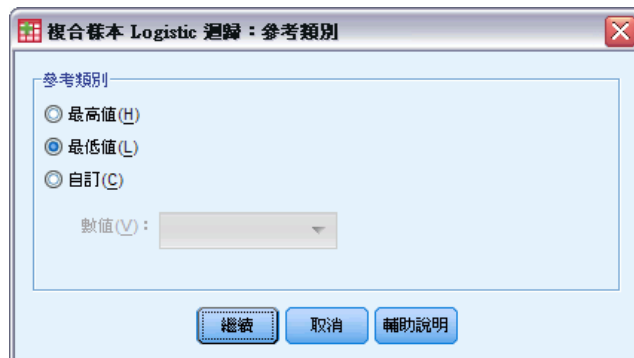 複合樣本 Logistic 迴歸：參考類別
參考類別
最高值(H)
最低值(L)
自訂(C)
數值(V)：
繼續 取消 輔助說明